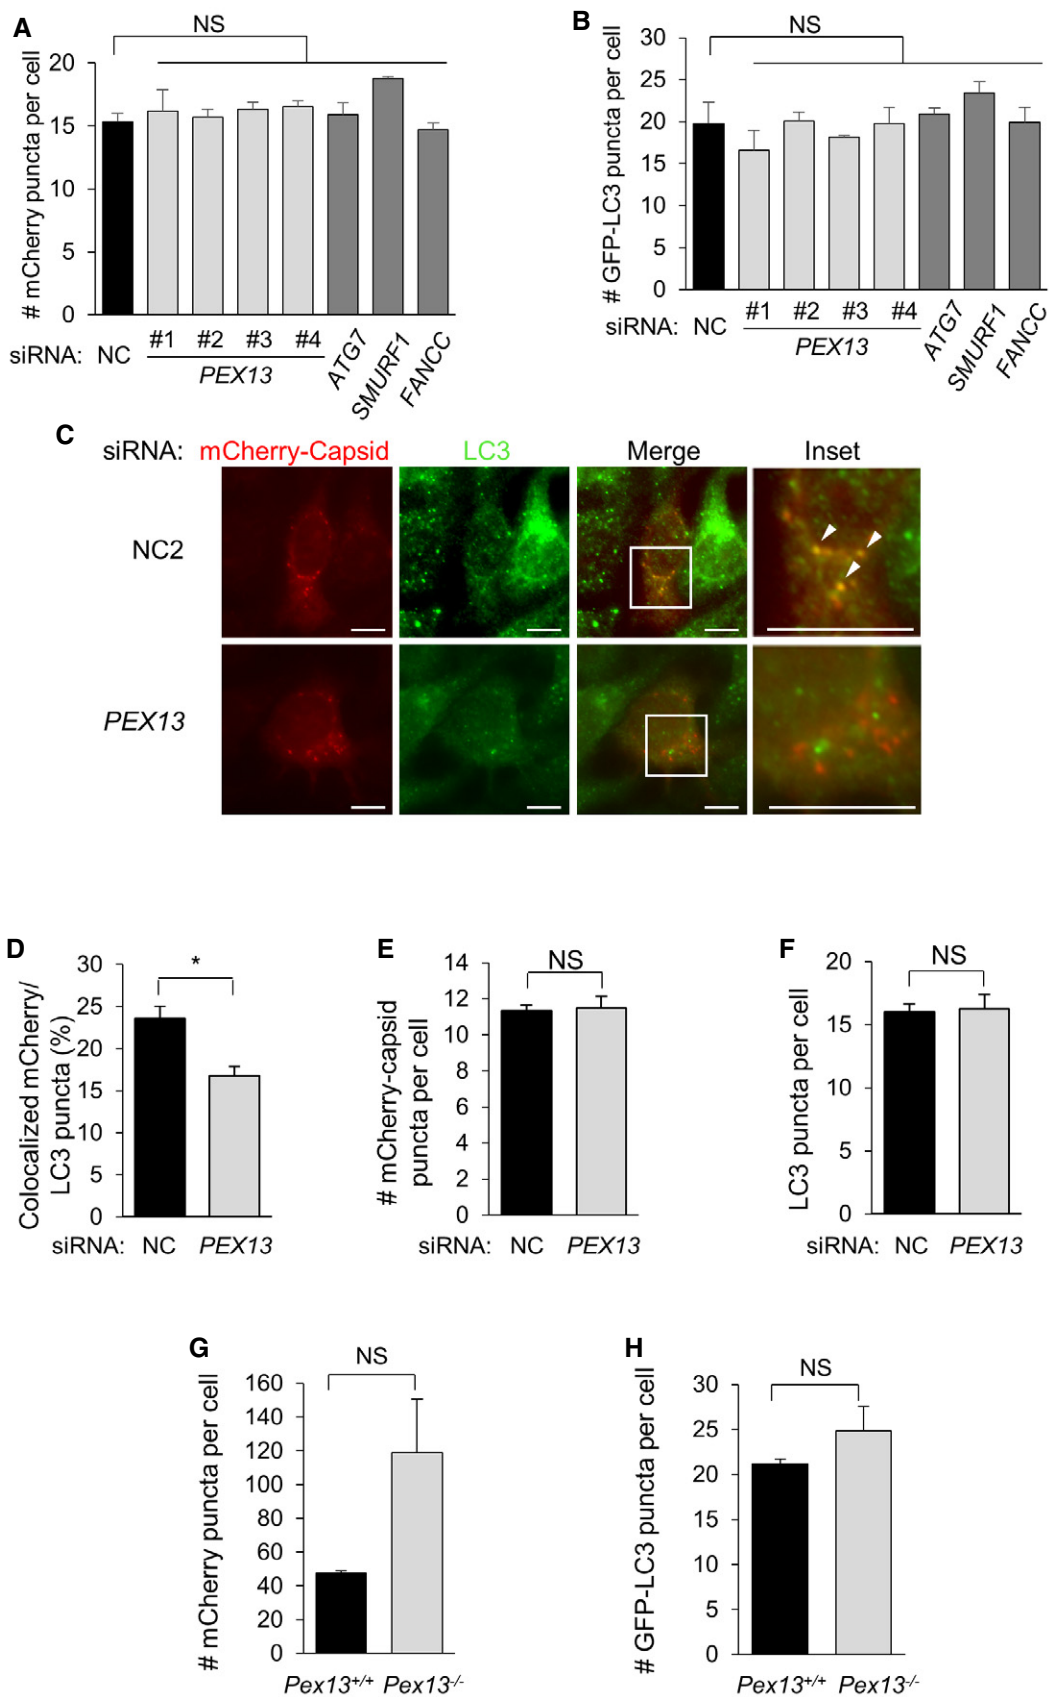 A
NS
# mCherry puncta per cell
20
15
10
5
0
siRNA: NC #1 #2 #3 #4 ATG7 SMURF1 FANCC
PEX13
B
NS
# GFP-LC3 puncta per cell
30
25
20
15
10
5
0
siRNA: NC #1 #2 #3 #4 ATG7 SMURF1 FANCC
PEX13
C
siRNA: mCherry-Capsid LC3 Merge Inset
NC2
PEX13
D
*
Colocalized mCherry/
LC3 puncta (%)
30
25
20
15
10
5
0
siRNA: NC PEX13
E
NS
# mCherry-capsid
puncta per cell
14
12
10
8
6
4
2
0
siRNA: NC PEX13
F
NS
LC3 puncta per cell
20
15
10
5
0
siRNA: NC PEX13
G
NS
# mCherry puncta per cell
160
140
120
100
80
60
40
20
0
Pex13+/+ Pex13-/-
H
NS
# GFP-LC3 puncta per cell
30
25
20
15
10
5
0
Pex13+/+ Pex13-/-